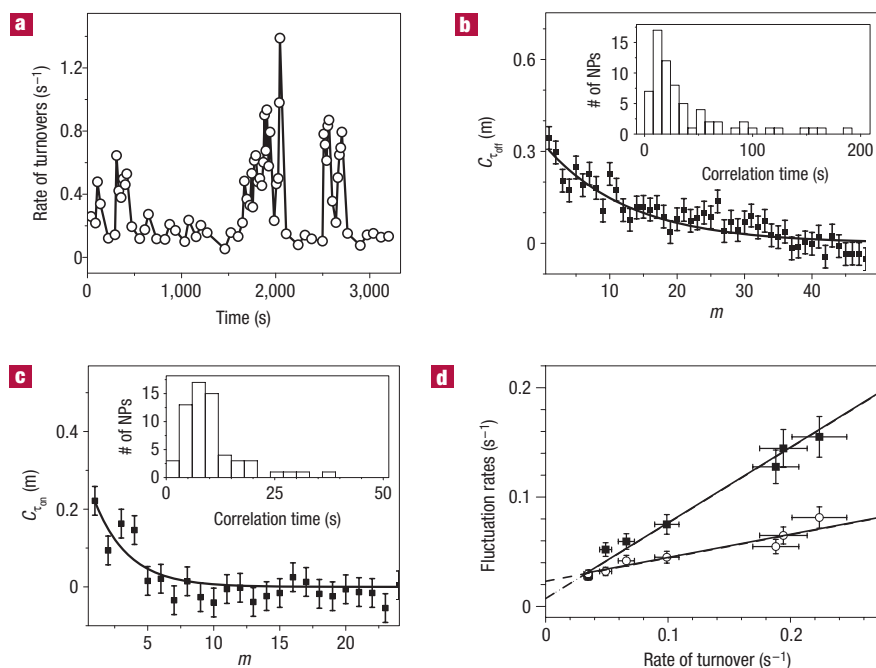 a
Rate of turnovers (s⁻¹)
1.2
0.8
0.4
0
0
1,000
2,000
3,000
Time (s)
b
C τoff (m)
0.6
0.3
0
10
20
30
40
m
# of NPs
15
10
5
0
0
100
200
Correlation time (s)
c
C τon (m)
0.4
0.2
0
5
10
15
20
m
# of NPs
15
10
5
0
0
25
50
Correlation time (s)
d
Fluctuation rates (s⁻¹)
0.2
0.1
0
0
0.1
0.2
Rate of turnover (s⁻¹)